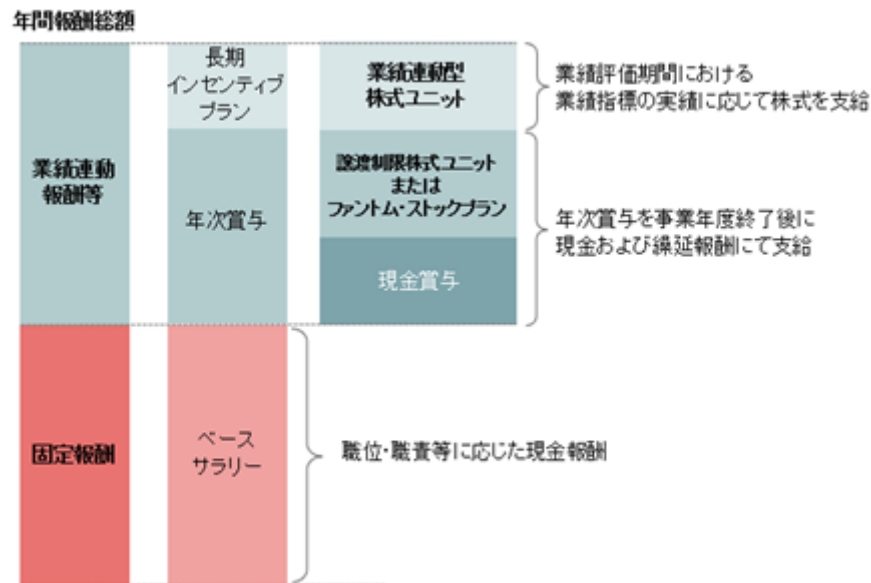 年間報酬総額
業績連動
報酬等
長期
インセンティブ
プラン
業績連動型
株式ユニット
業績評価期間における
業績指標の実績に応じて株式を支給
年次賞与
譲渡制限株式ユニット
または
ファントム・ストックプラン
現金賞与
年次賞与を事業年度終了後に
現金および繰延報酬にて支給
固定報酬
ベース
サラリー
職位・職責等に応じた現金報酬